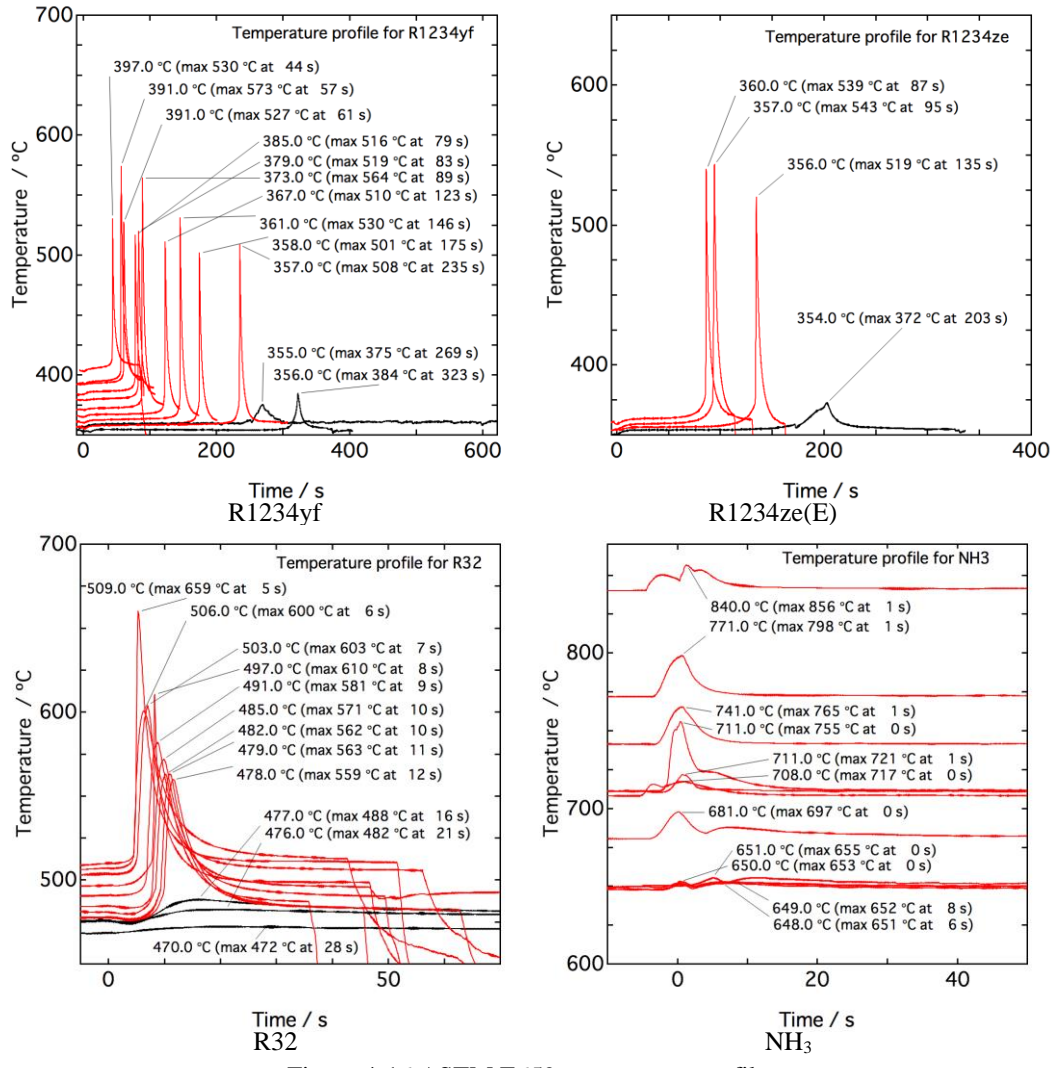 700
600
500
400
0
200
400
600
Temperature / ºC
Time / s
Temperature profile for R1234yf
397.0 °C (max 530 °C at 44 s)
391.0 °C (max 573 °C at 57 s)
391.0 °C (max 527 °C at 61 s)
385.0 °C (max 516 °C at 79 s)
379.0 °C (max 519 °C at 83 s)
373.0 °C (max 564 °C at 89 s)
367.0 °C (max 510 °C at 123 s)
361.0 °C (max 530 °C at 146 s)
358.0 °C (max 501 °C at 175 s)
357.0 °C (max 508 °C at 235 s)
355.0 °C (max 375 °C at 269 s)
356.0 °C (max 384 °C at 323 s)
R1234yf
600
500
400
0
200
400
Temperature / ºC
Time / s
Temperature profile for R1234ze
360.0 °C (max 539 °C at 87 s)
357.0 °C (max 543 °C at 95 s)
356.0 °C (max 519 °C at 135 s)
354.0 °C (max 372 °C at 203 s)
R1234ze(E)
700
600
500
0
50
Temperature / ºC
Time / s
Temperature profile for R32
509.0 °C (max 659 °C at 5 s)
506.0 °C (max 600 °C at 6 s)
503.0 °C (max 603 °C at 7 s)
497.0 °C (max 610 °C at 8 s)
491.0 °C (max 581 °C at 9 s)
485.0 °C (max 571 °C at 10 s)
482.0 °C (max 562 °C at 10 s)
479.0 °C (max 563 °C at 11 s)
478.0 °C (max 559 °C at 12 s)
477.0 °C (max 488 °C at 16 s)
476.0 °C (max 482 °C at 21 s)
470.0 °C (max 472 °C at 28 s)
R32
800
700
600
0
20
40
Temperature / ºC
Time / s
Temperature profile for NH3
840.0 °C (max 856 °C at 1 s)
771.0 °C (max 798 °C at 1 s)
741.0 °C (max 765 °C at 1 s)
711.0 °C (max 755 °C at 0 s)
711.0 °C (max 721 °C at 1 s)
708.0 °C (max 717 °C at 0 s)
681.0 °C (max 697 °C at 0 s)
651.0 °C (max 655 °C at 0 s)
650.0 °C (max 653 °C at 0 s)
649.0 °C (max 652 °C at 8 s)
648.0 °C (max 651 °C at 6 s)
NH₃